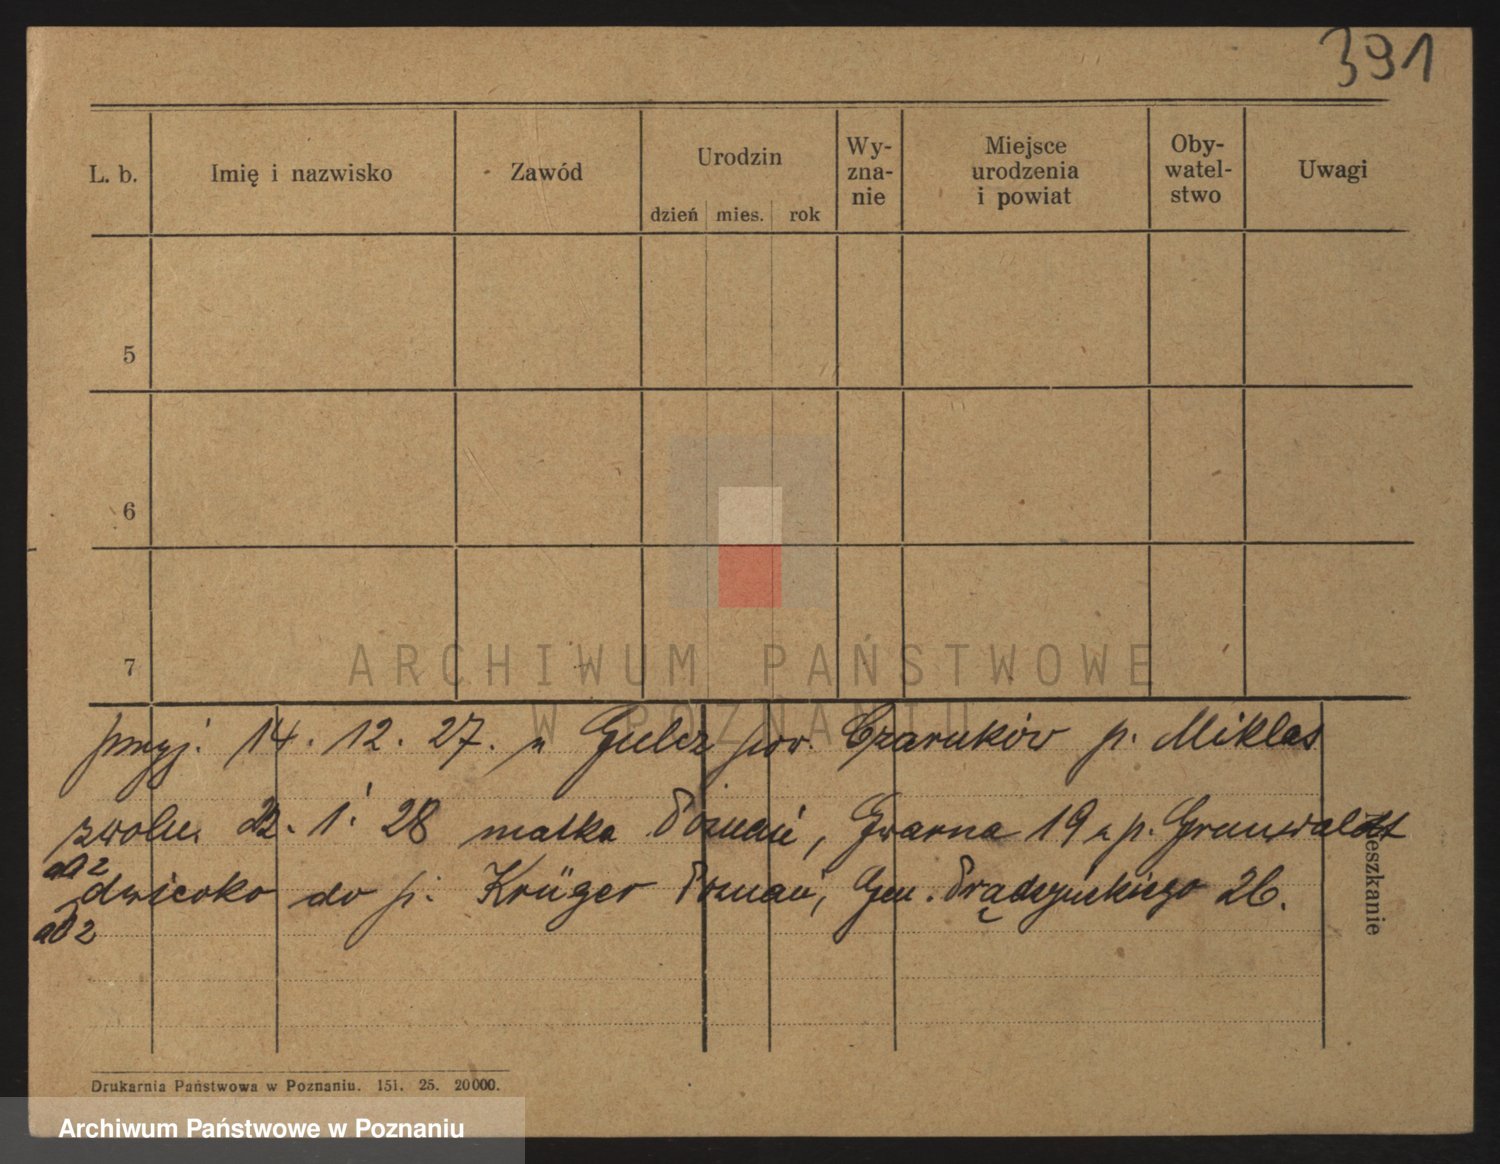 391
L. b. Imię i nazwisko Zawód Urodzin Wy-zna-nie Miejsce urodzenia i powiat Oby-watel-stwo Uwagi
dzień mies. rok
5
6
7
ARCHIWUM PAŃSTWOWE
W POZNANIU
przyj. 14. 12. 27. z Gulcz pow. Czarnków p. Miklas
zwoln. 22. 1. 28 matka Poznań, Gwarna 19 u p. Grunwaldt
ad 2
dziecko do p. Krüger Poznań, Gen. Prądzyńskiego 26.
ad 2
eszkanie
Drukarnia Państwowa w Poznaniu. 151. 25. 20000.
Archiwum Państwowe w Poznaniu